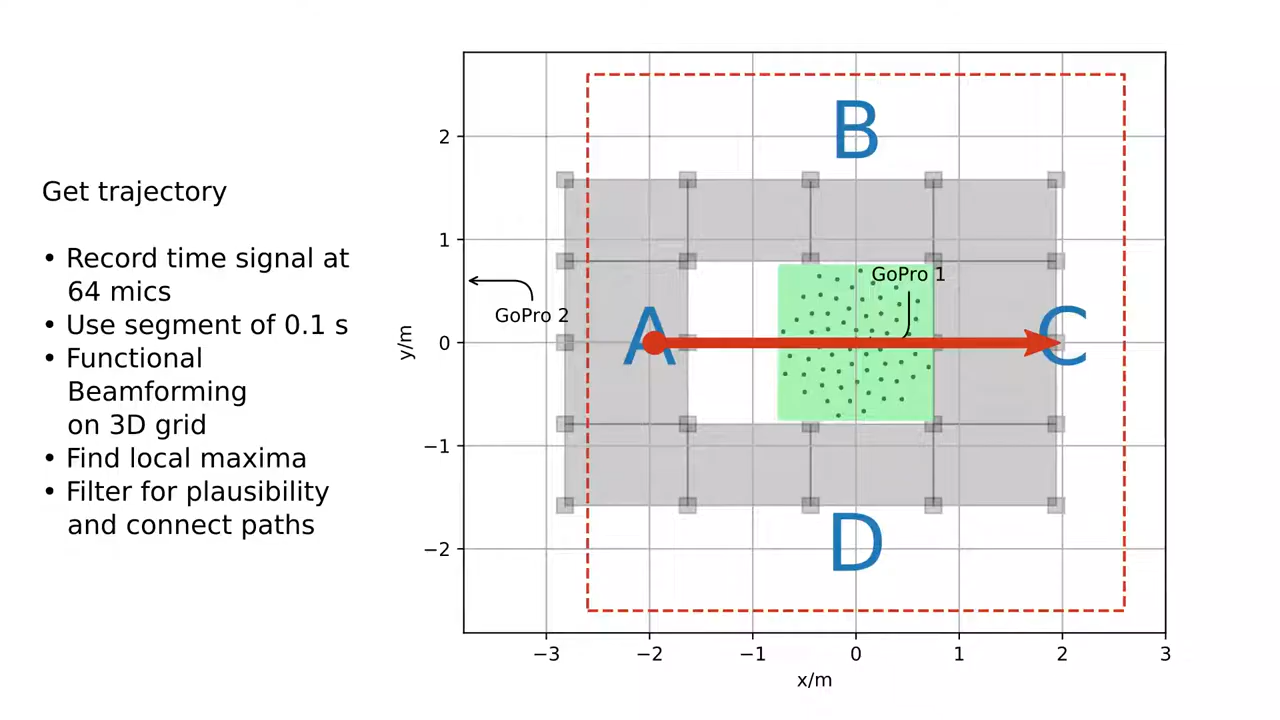 Get trajectory
• Record time signal at
64 mics
• Use segment of 0.1 s
• Functional
Beamforming
on 3D grid
• Find local maxima
• Filter for plausibility
and connect paths
B
GoPro 1
GoPro 2
A
C
D
y/m
2
1
0
−1
−2
−3
−2
−1
0
1
2
3
x/m